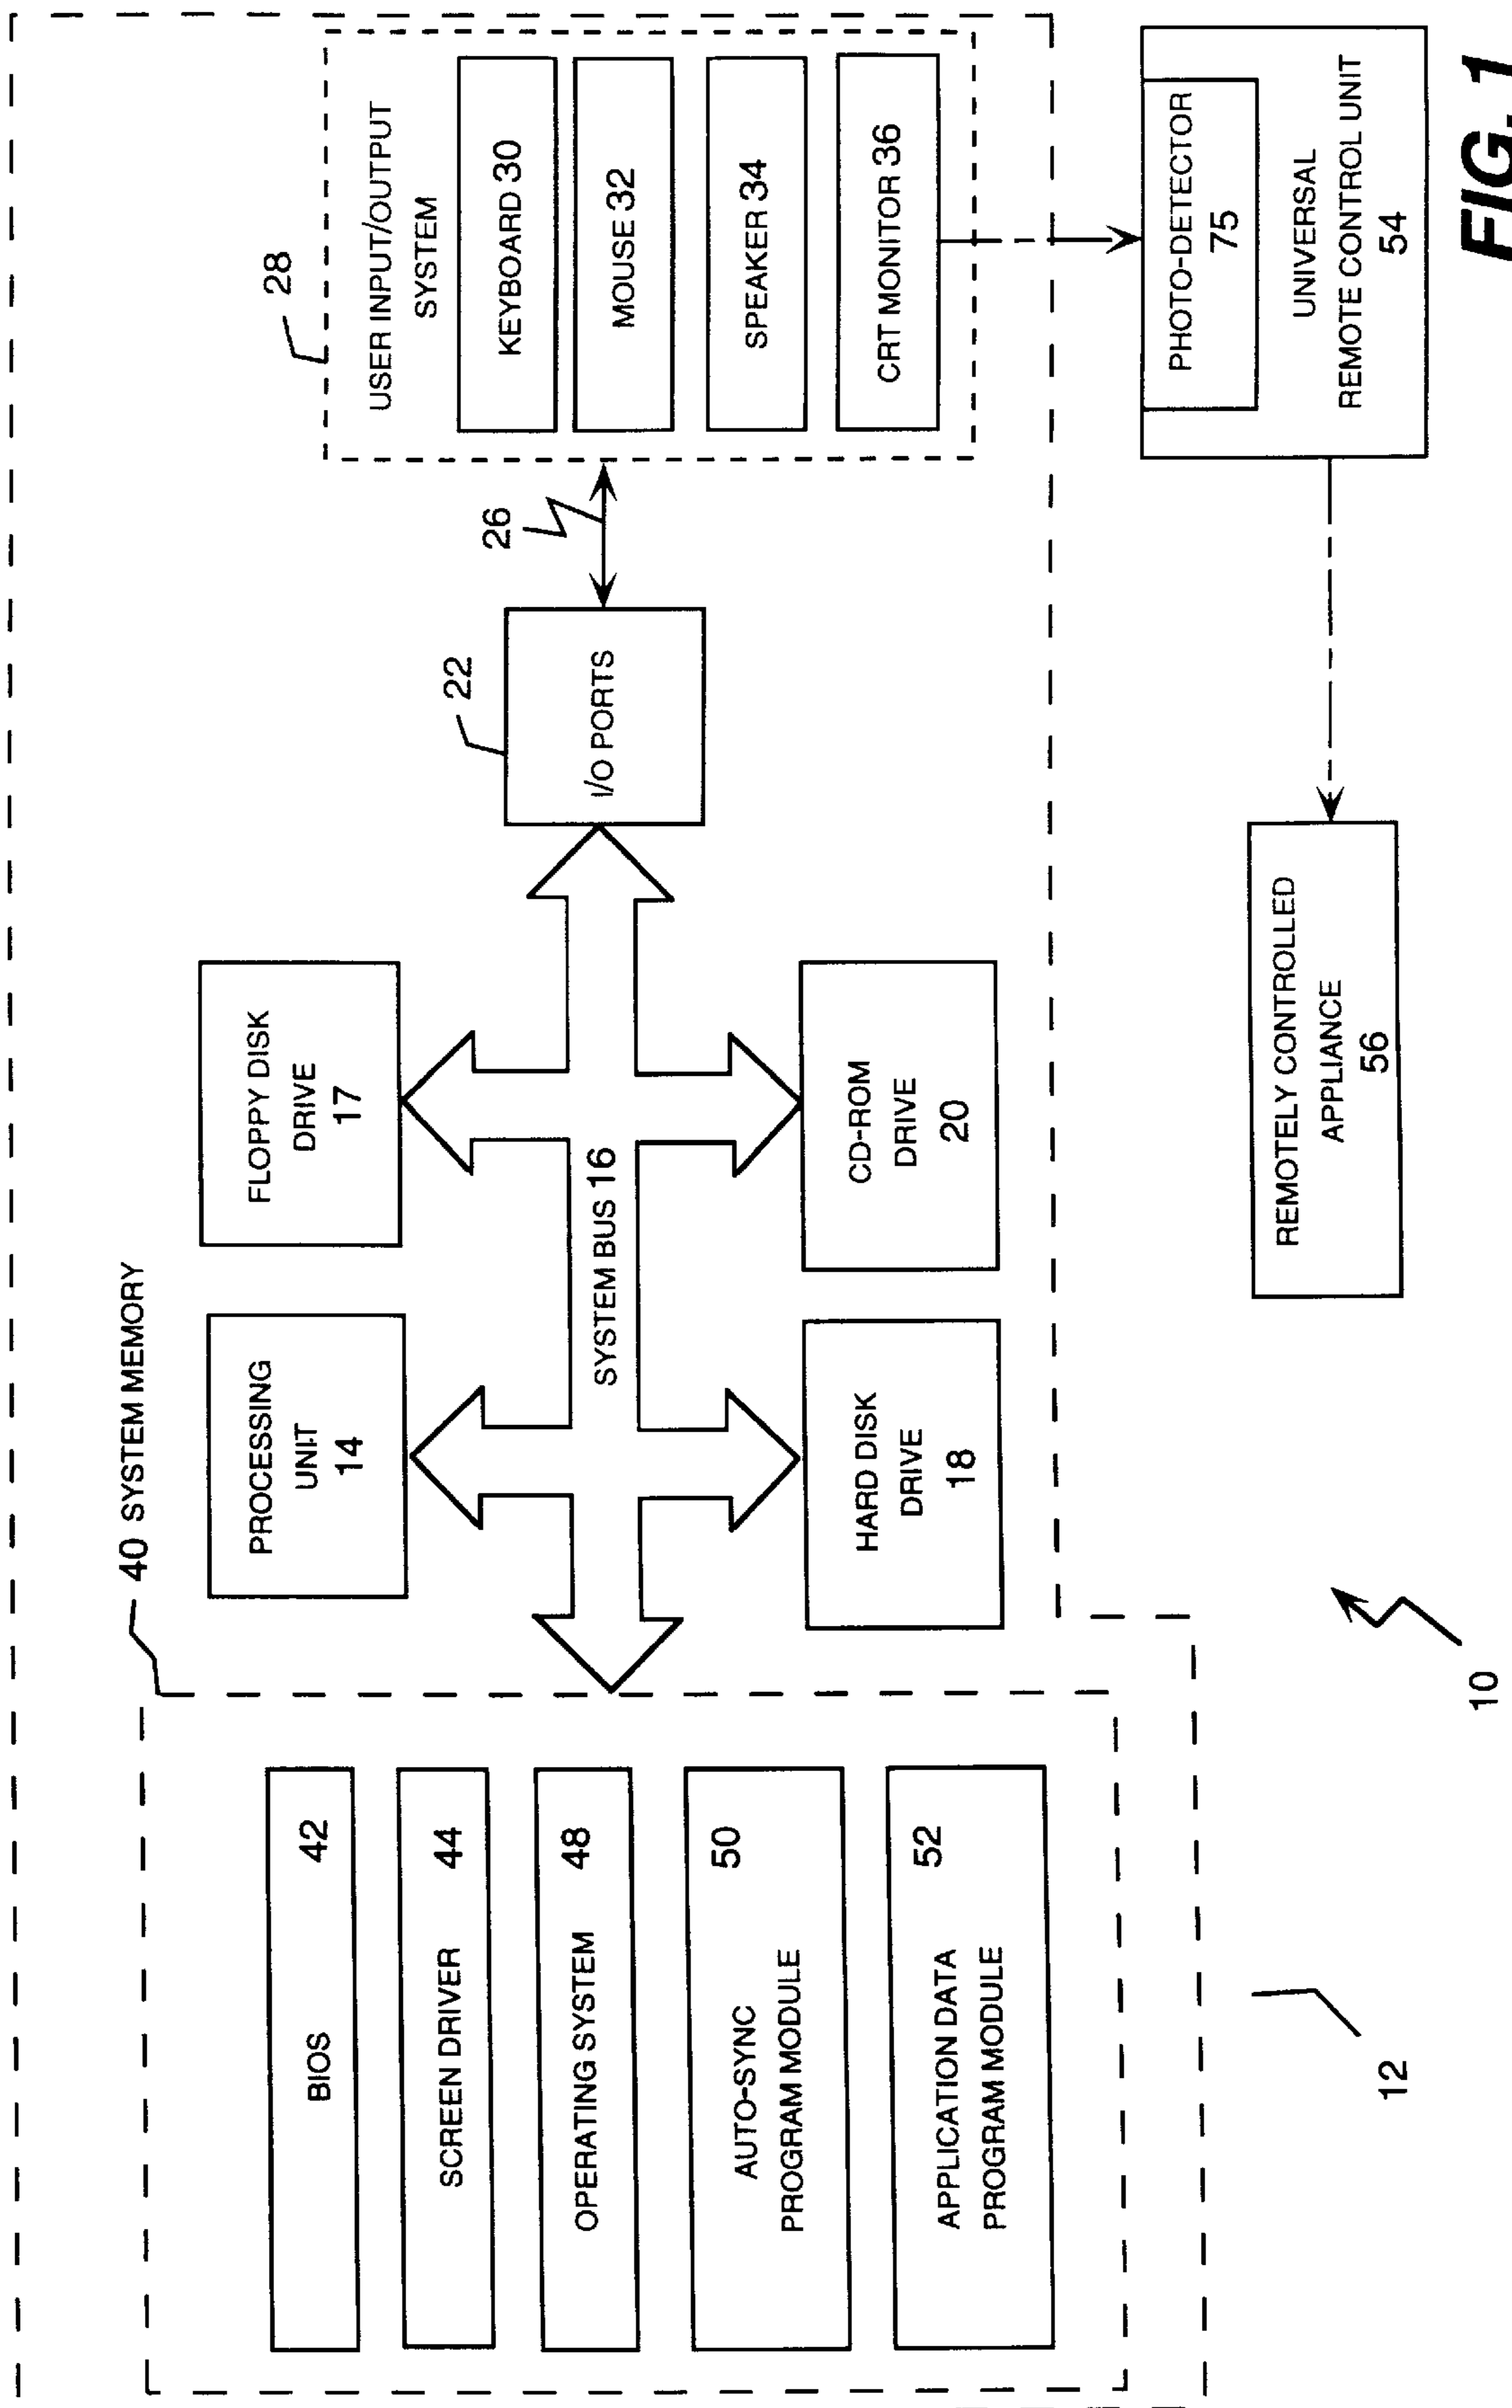 40 SYSTEM MEMORY
BIOS 42
SCREEN DRIVER 44
OPERATING SYSTEM 48
AUTO-SYNC 50
PROGRAM MODULE
APPLICATION DATA 52
PROGRAM MODULE
PROCESSING
UNIT
14
FLOPPY DISK
DRIVE
17
SYSTEM BUS 16
HARD DISK
DRIVE
18
CD-ROM
DRIVE
20
22
I/O PORTS
26
28
USER INPUT/OUTPUT
SYSTEM
KEYBOARD 30
MOUSE 32
SPEAKER 34
CRT MONITOR 36
12
10
REMOTELY CONTROLLED
APPLIANCE
56
PHOTO-DETECTOR
75
UNIVERSAL
REMOTE CONTROL UNIT
54
FIG. 1